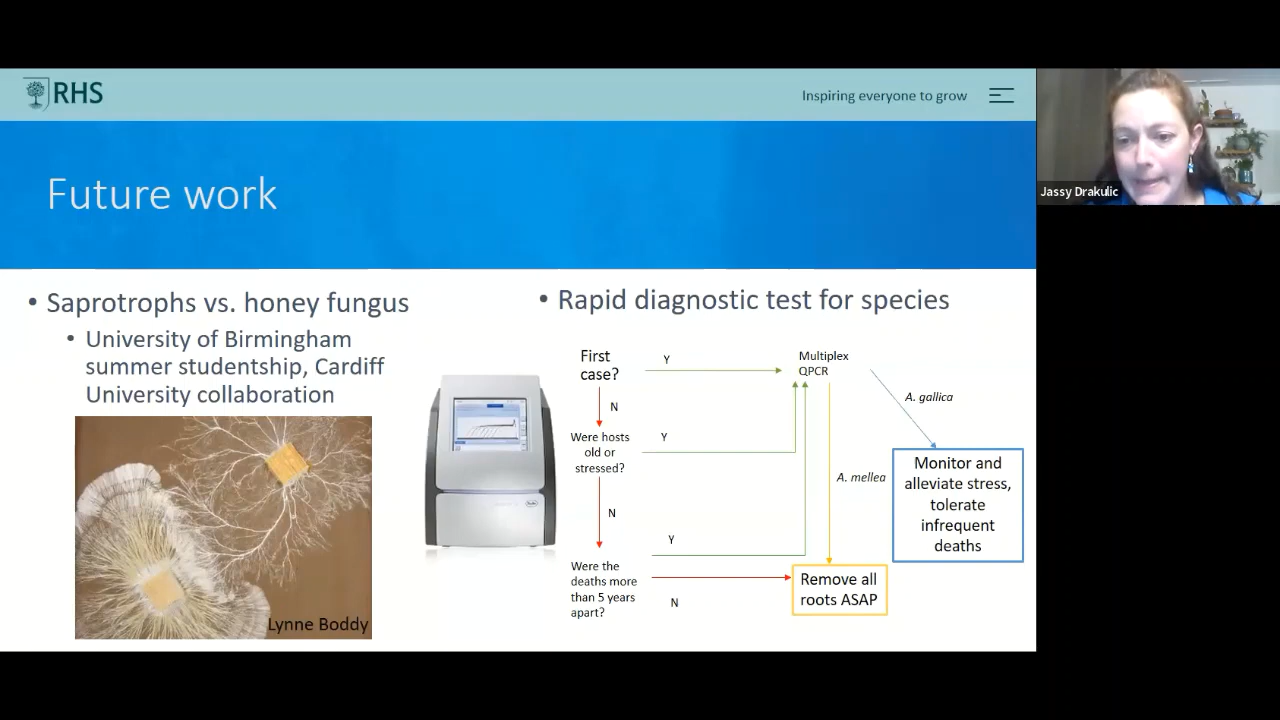 RHS
Inspiring everyone to grow
Jassy Drakulic
Future work
• Saprotrophs vs. honey fungus
• University of Birmingham
summer studentship, Cardiff
University collaboration
Lynne Boddy
• Rapid diagnostic test for species
First
case?
Y
Multiplex
QPCR
N
A. gallica
Were hosts
old or
stressed?
Y
A. mellea
Monitor and
alleviate stress,
tolerate
infrequent
deaths
N
Y
Were the
deaths more
than 5 years
apart?
N
Remove all
roots ASAP